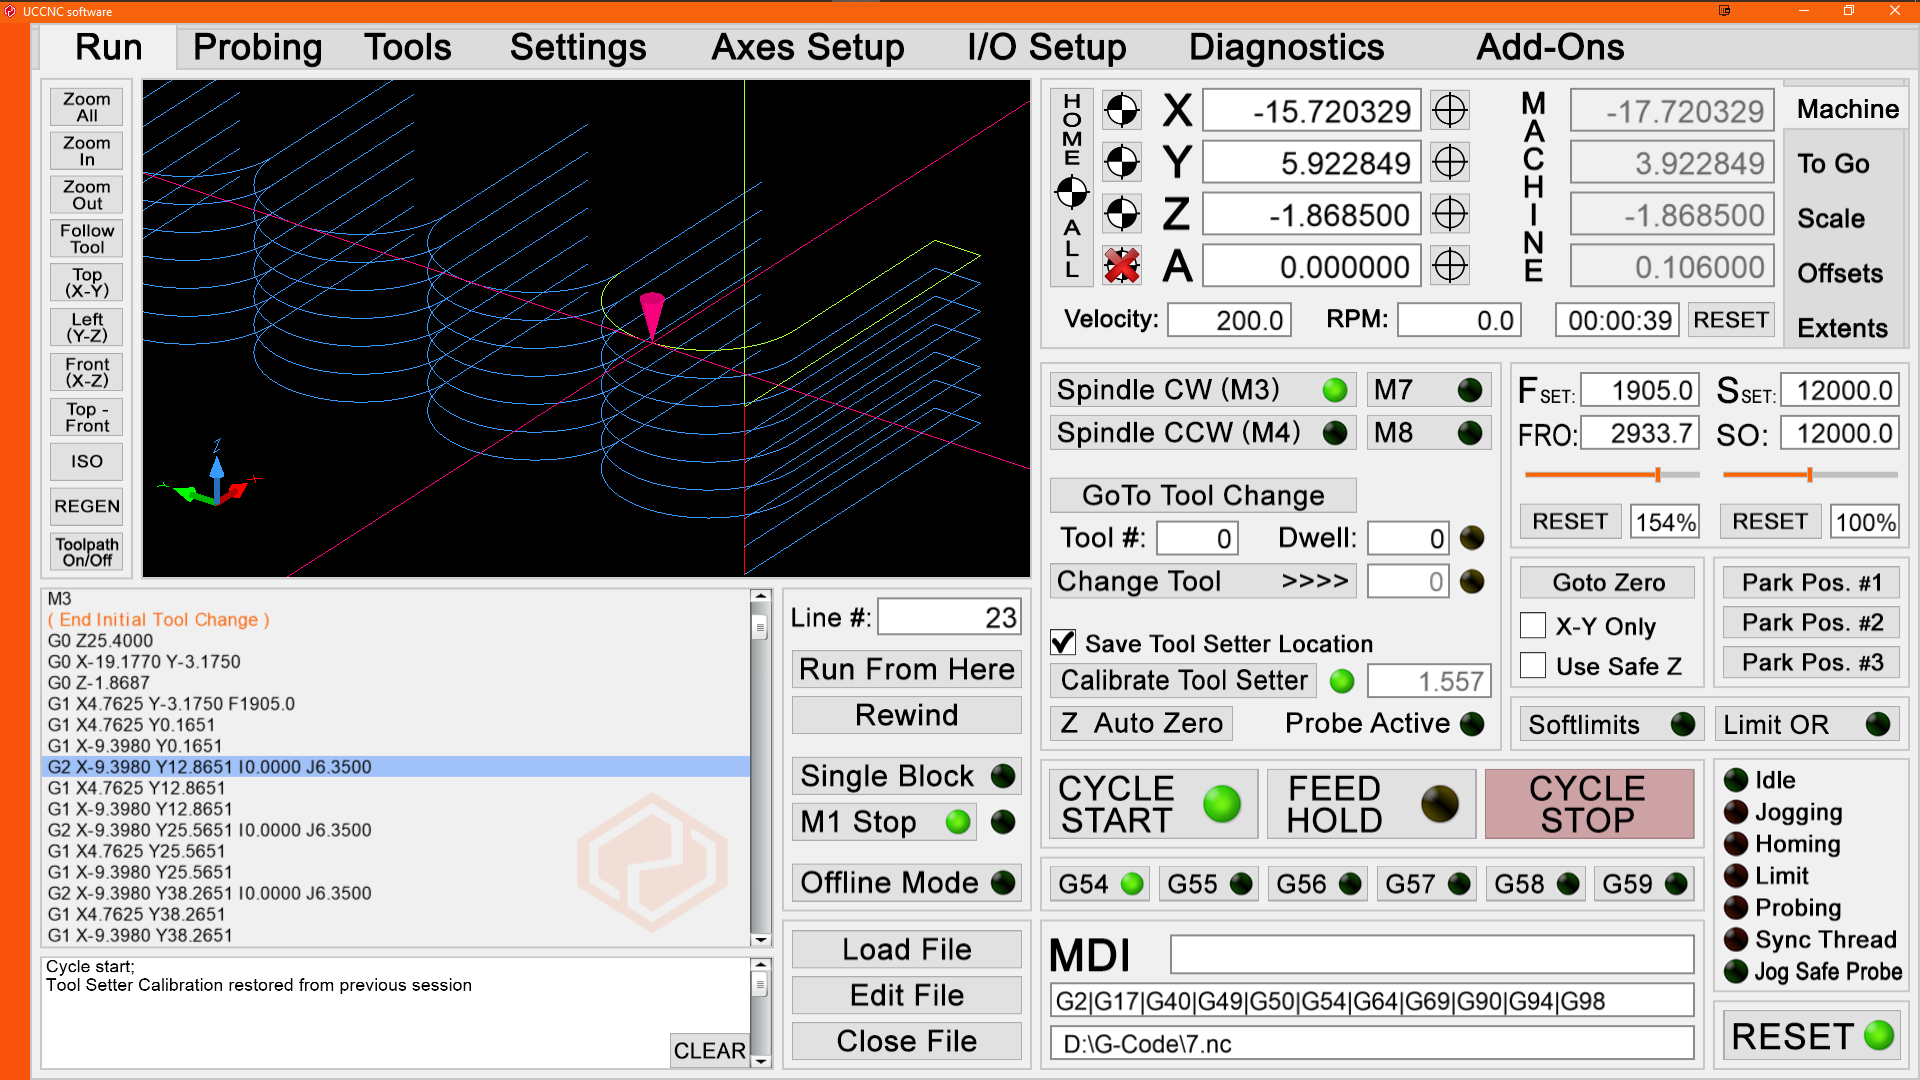 UCCNC software
Run Probing Tools Settings Axes Setup I/O Setup Diagnostics Add-Ons
Zoom All
Zoom In
Zoom Out
Follow Tool
Top (X-Y)
Left (Y-Z)
Front (X-Z)
Top - Front
ISO
REGEN
Toolpath On/Off
Z
HOME ALL
X -15.720329
Y 5.922849
Z -1.868500
A 0.000000
MACHINE
-17.720329
3.922849
-1.868500
0.106000
Machine
To Go
Scale
Offsets
Extents
Velocity: 200.0 RPM: 0.0 00:00:39 RESET
Spindle CW (M3) M7
Spindle CCW (M4) M8
GoTo Tool Change
Tool #: 0 Dwell: 0
Change Tool >>>> 0
Save Tool Setter Location
Calibrate Tool Setter 1.557
Z Auto Zero Probe Active
FSET: 1905.0 SSET: 12000.0
FRO: 2933.7 SO: 12000.0
RESET 154% RESET 100%
Goto Zero
X-Y Only
Use Safe Z
Park Pos. #1
Park Pos. #2
Park Pos. #3
Softlimits Limit OR
M3
( End Initial Tool Change )
G0 Z25.4000
G0 X-19.1770 Y-3.1750
G0 Z-1.8687
G1 X4.7625 Y-3.1750 F1905.0
G1 X4.7625 Y0.1651
G1 X-9.3980 Y0.1651
G2 X-9.3980 Y12.8651 I0.0000 J6.3500
G1 X4.7625 Y12.8651
G1 X-9.3980 Y12.8651
G2 X-9.3980 Y25.5651 I0.0000 J6.3500
G1 X4.7625 Y25.5651
G1 X-9.3980 Y25.5651
G2 X-9.3980 Y38.2651 I0.0000 J6.3500
G1 X4.7625 Y38.2651
G1 X-9.3980 Y38.2651
Cycle start;
Tool Setter Calibration restored from previous session
CLEAR
Line #: 23
Run From Here
Rewind
Single Block
M1 Stop
Offline Mode
Load File
Edit File
Close File
CYCLE START
FEED HOLD
CYCLE STOP
G54 G55 G56 G57 G58 G59
MDI
G2|G17|G40|G49|G50|G54|G64|G69|G90|G94|G98
D:\G-Code\7.nc
Idle
Jogging
Homing
Limit
Probing
Sync Thread
Jog Safe Probe
RESET